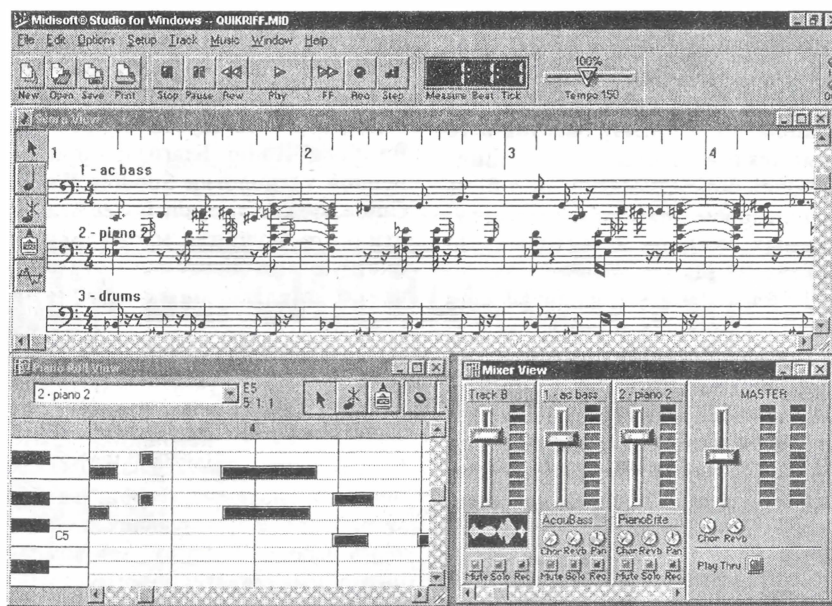 Midisoft® Studio for Windows -- QUIKRIFF.MID
File Edit Options Setup Track Music Window Help
New Open Save Print Stop Pause Rew Play FF Rec Step
1 : 1 : 1
Measure Beat Tick
100%
Tempo 150
Score View
1 2 3 4
1 - ac bass
2 - piano
3 - drums
Piano Roll View
2 - piano 2
E5
5: 1: 1
4
C5
Mixer View
Track B 1 - ac bass 2 - piano 2 MASTER
AcouBass PianoBrite
Chor Revb Pan Chor Revb Pan Chor Revb
Play Thru
Mute Solo Rec Mute Solo Rec Mute Solo Rec